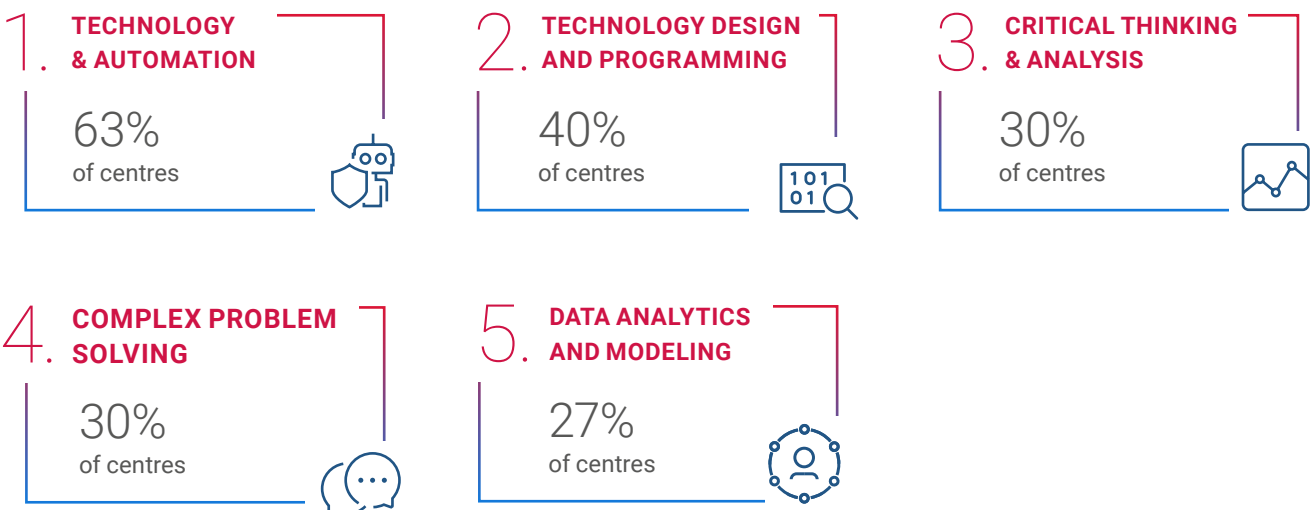 1. TECHNOLOGY
& AUTOMATION
63%
of centres
2. TECHNOLOGY DESIGN
AND PROGRAMMING
40%
of centres
101
01
3. CRITICAL THINKING
& ANALYSIS
30%
of centres
4. COMPLEX PROBLEM
SOLVING
30%
of centres
5. DATA ANALYTICS
AND MODELING
27%
of centres